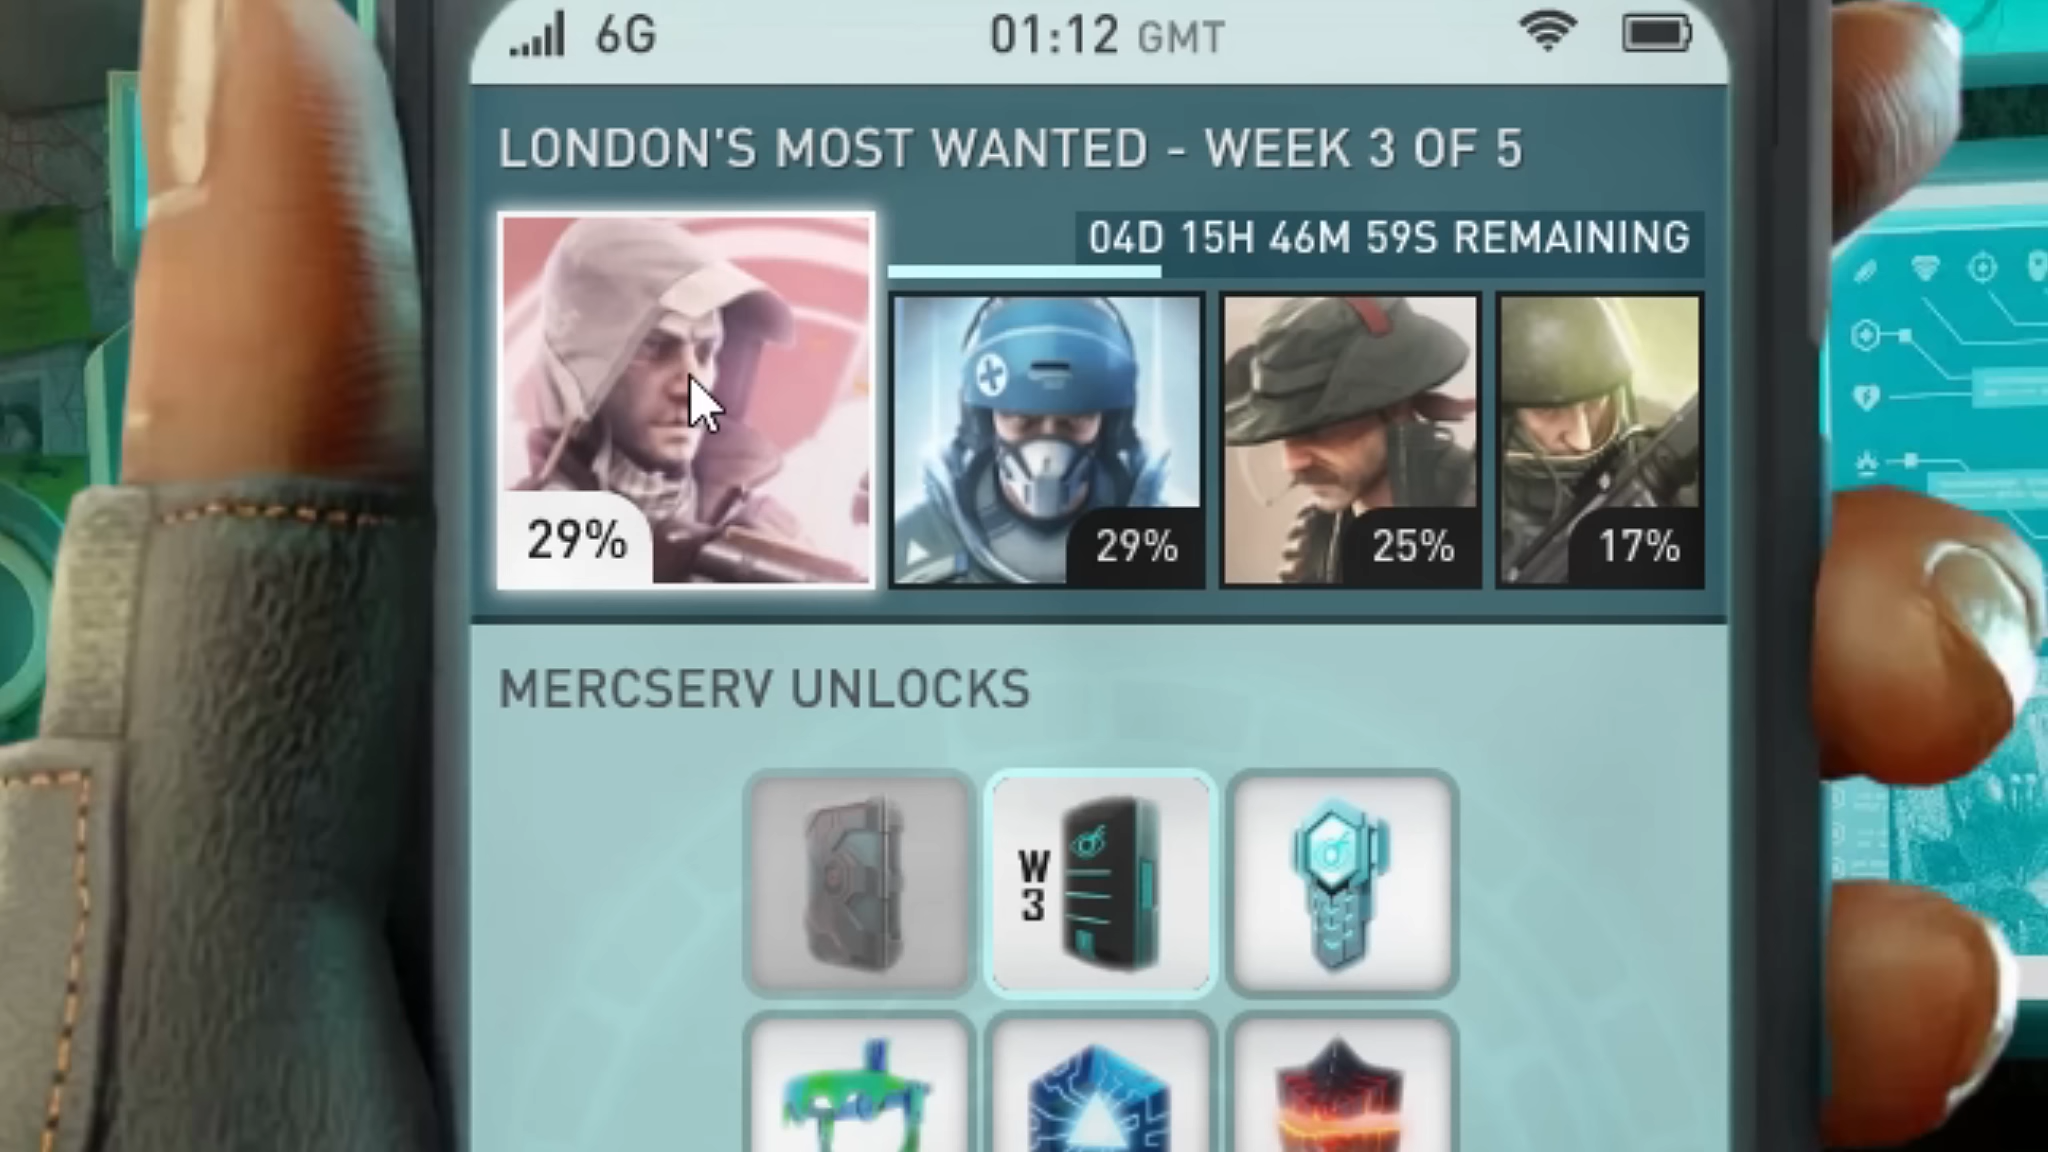 6G
01:12 GMT
LONDON'S MOST WANTED - WEEK 3 OF 5
04D 15H 46M 59S REMAINING
29%
29%
25%
17%
MERCSERV UNLOCKS
W
3